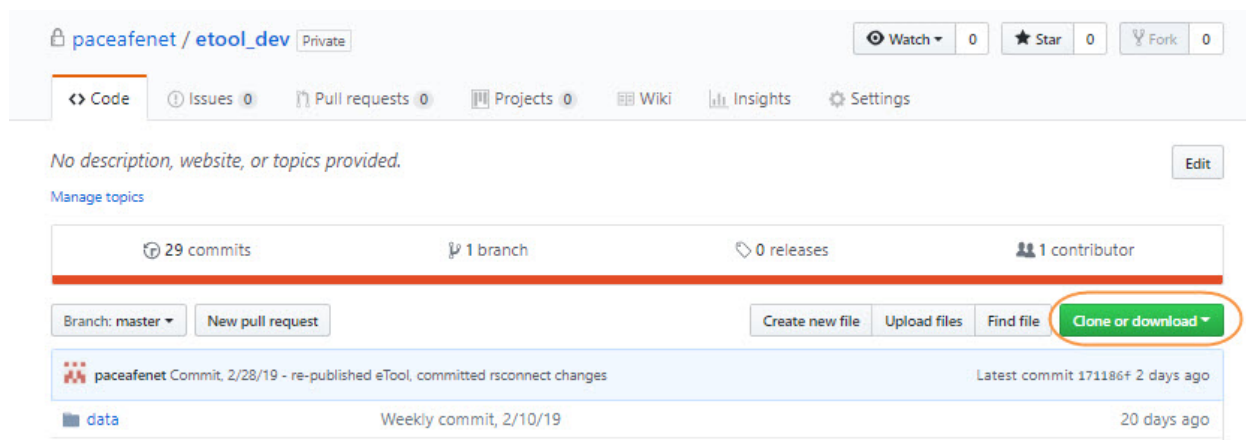 paceafenet / etool_dev Private Watch 0 Star 0 Fork 0
<> Code Issues 0 Pull requests 0 Projects 0 Wiki Insights Settings
No description, website, or topics provided. Edit
Manage topics
29 commits 1 branch 0 releases 1 contributor
Branch: master New pull request Create new file Upload files Find file Clone or download
paceafenet Commit, 2/28/19 - re-published eTool, committed rsconnect changes Latest commit 171186f 2 days ago
data Weekly commit, 2/10/19 20 days ago